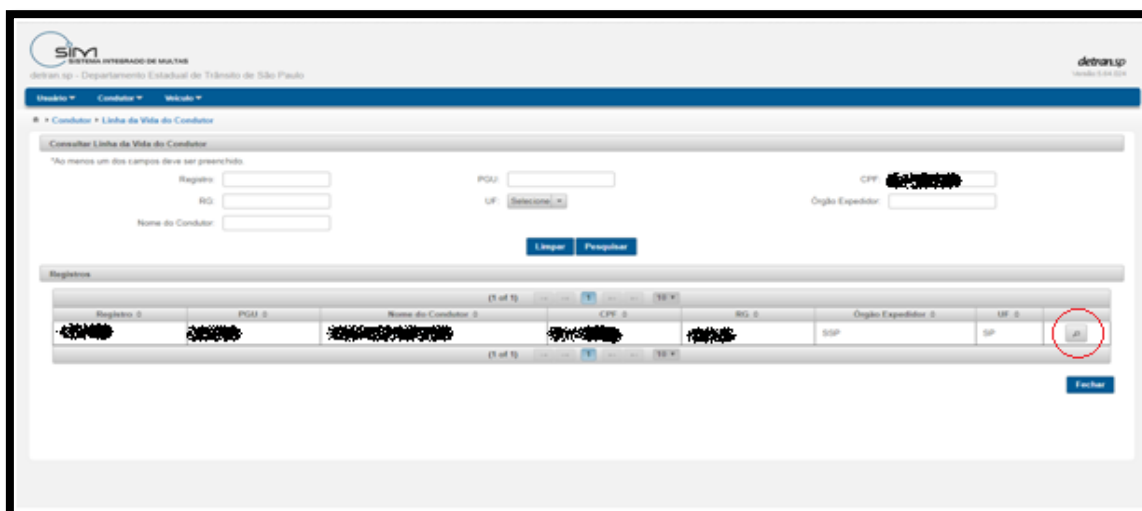 sim
SISTEMA INTEGRADO DE MULTAS
detran.sp - Departamento Estadual de Trânsito de São Paulo
detran.sp
Versão
Usuário Condutor Veículo
Condutor Linha da Vida do Condutor
Consultar Linha da Vida do Condutor
*Ao menos um dos campos deve ser preenchido.
Registro: PGU: CPF:
RG: UF: Selecione Órgão Expedidor:
Nome do Condutor:
Limpar Pesquisar
Registros
(1 of 1) 1 10
Registro PGU Nome do Condutor CPF RG Órgão Expedidor UF
SSP SP
(1 of 1) 1 10
Fechar